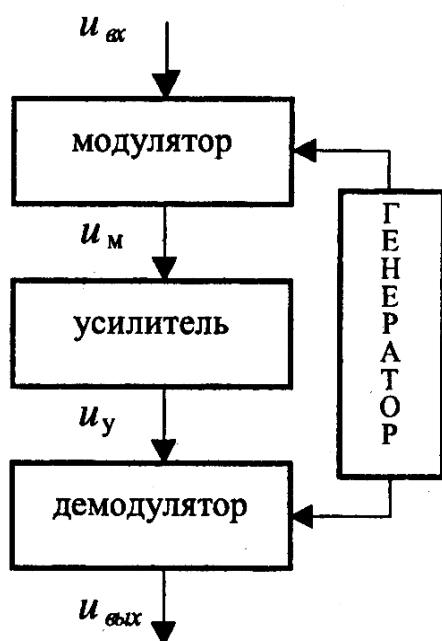 u вх
модулятор
u м
ГЕНЕРАТОР
усилитель
u у
демодулятор
u вых